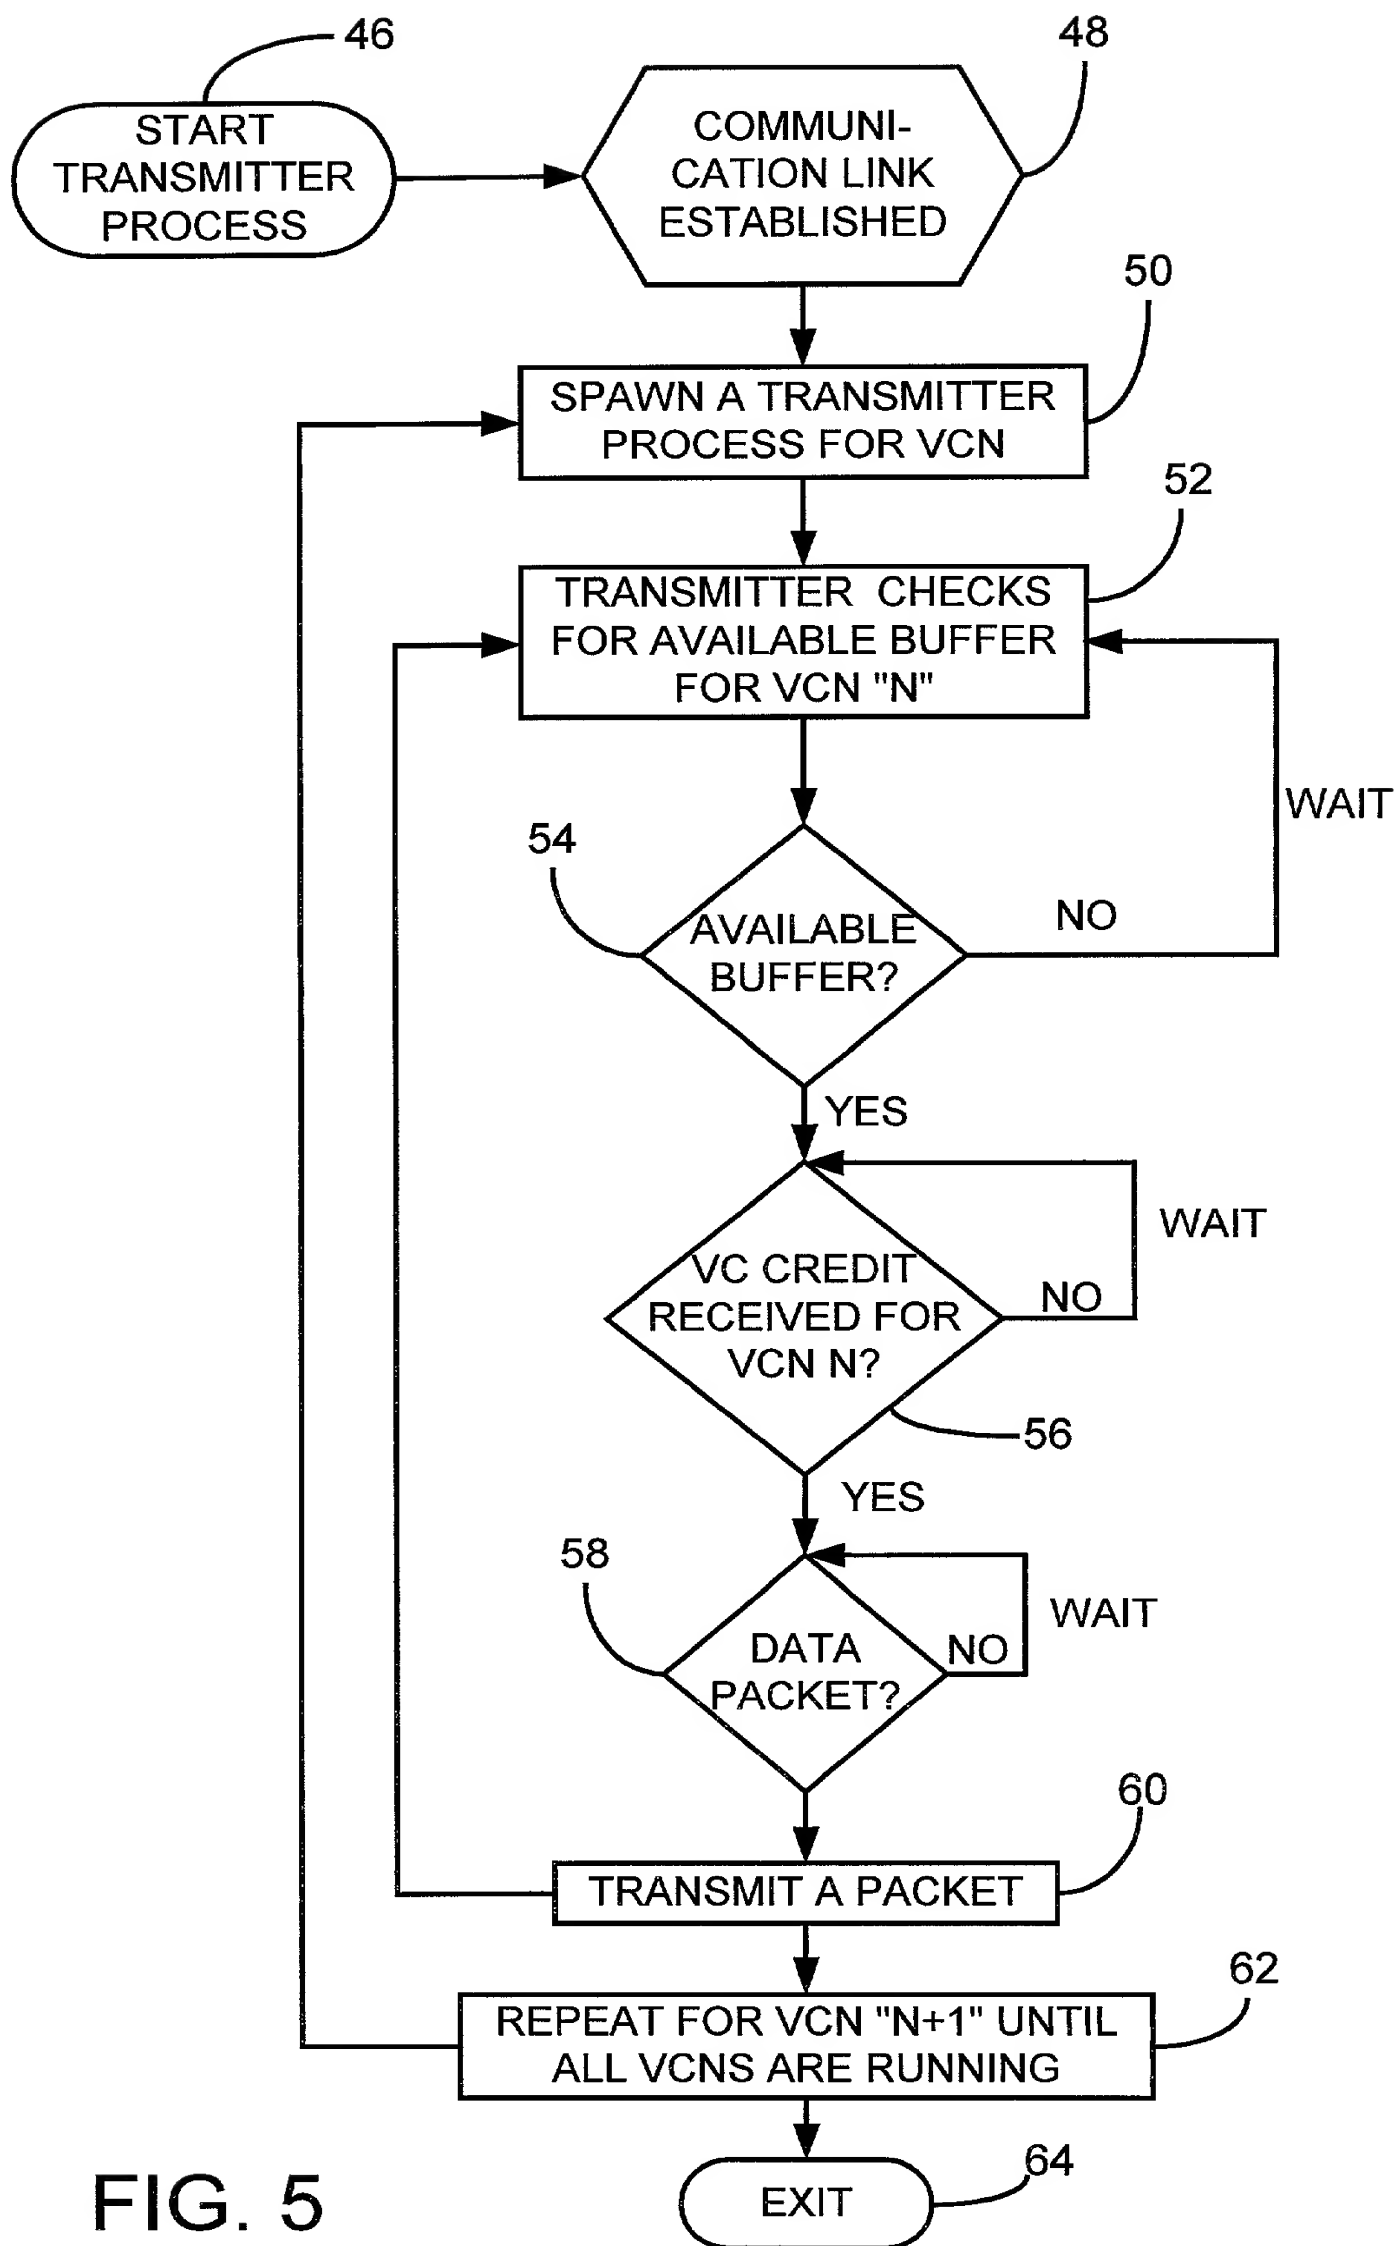 46
48
START
TRANSMITTER
PROCESS
COMMUNI-
CATION LINK
ESTABLISHED
50
SPAWN A TRANSMITTER
PROCESS FOR VCN
52
TRANSMITTER CHECKS
FOR AVAILABLE BUFFER
FOR VCN "N"
WAIT
54
AVAILABLE
BUFFER?
NO
YES
WAIT
VC CREDIT
RECEIVED FOR
VCN N?
NO
56
YES
58
WAIT
DATA
PACKET?
NO
60
TRANSMIT A PACKET
62
REPEAT FOR VCN "N+1" UNTIL
ALL VCNS ARE RUNNING
64
EXIT
FIG. 5